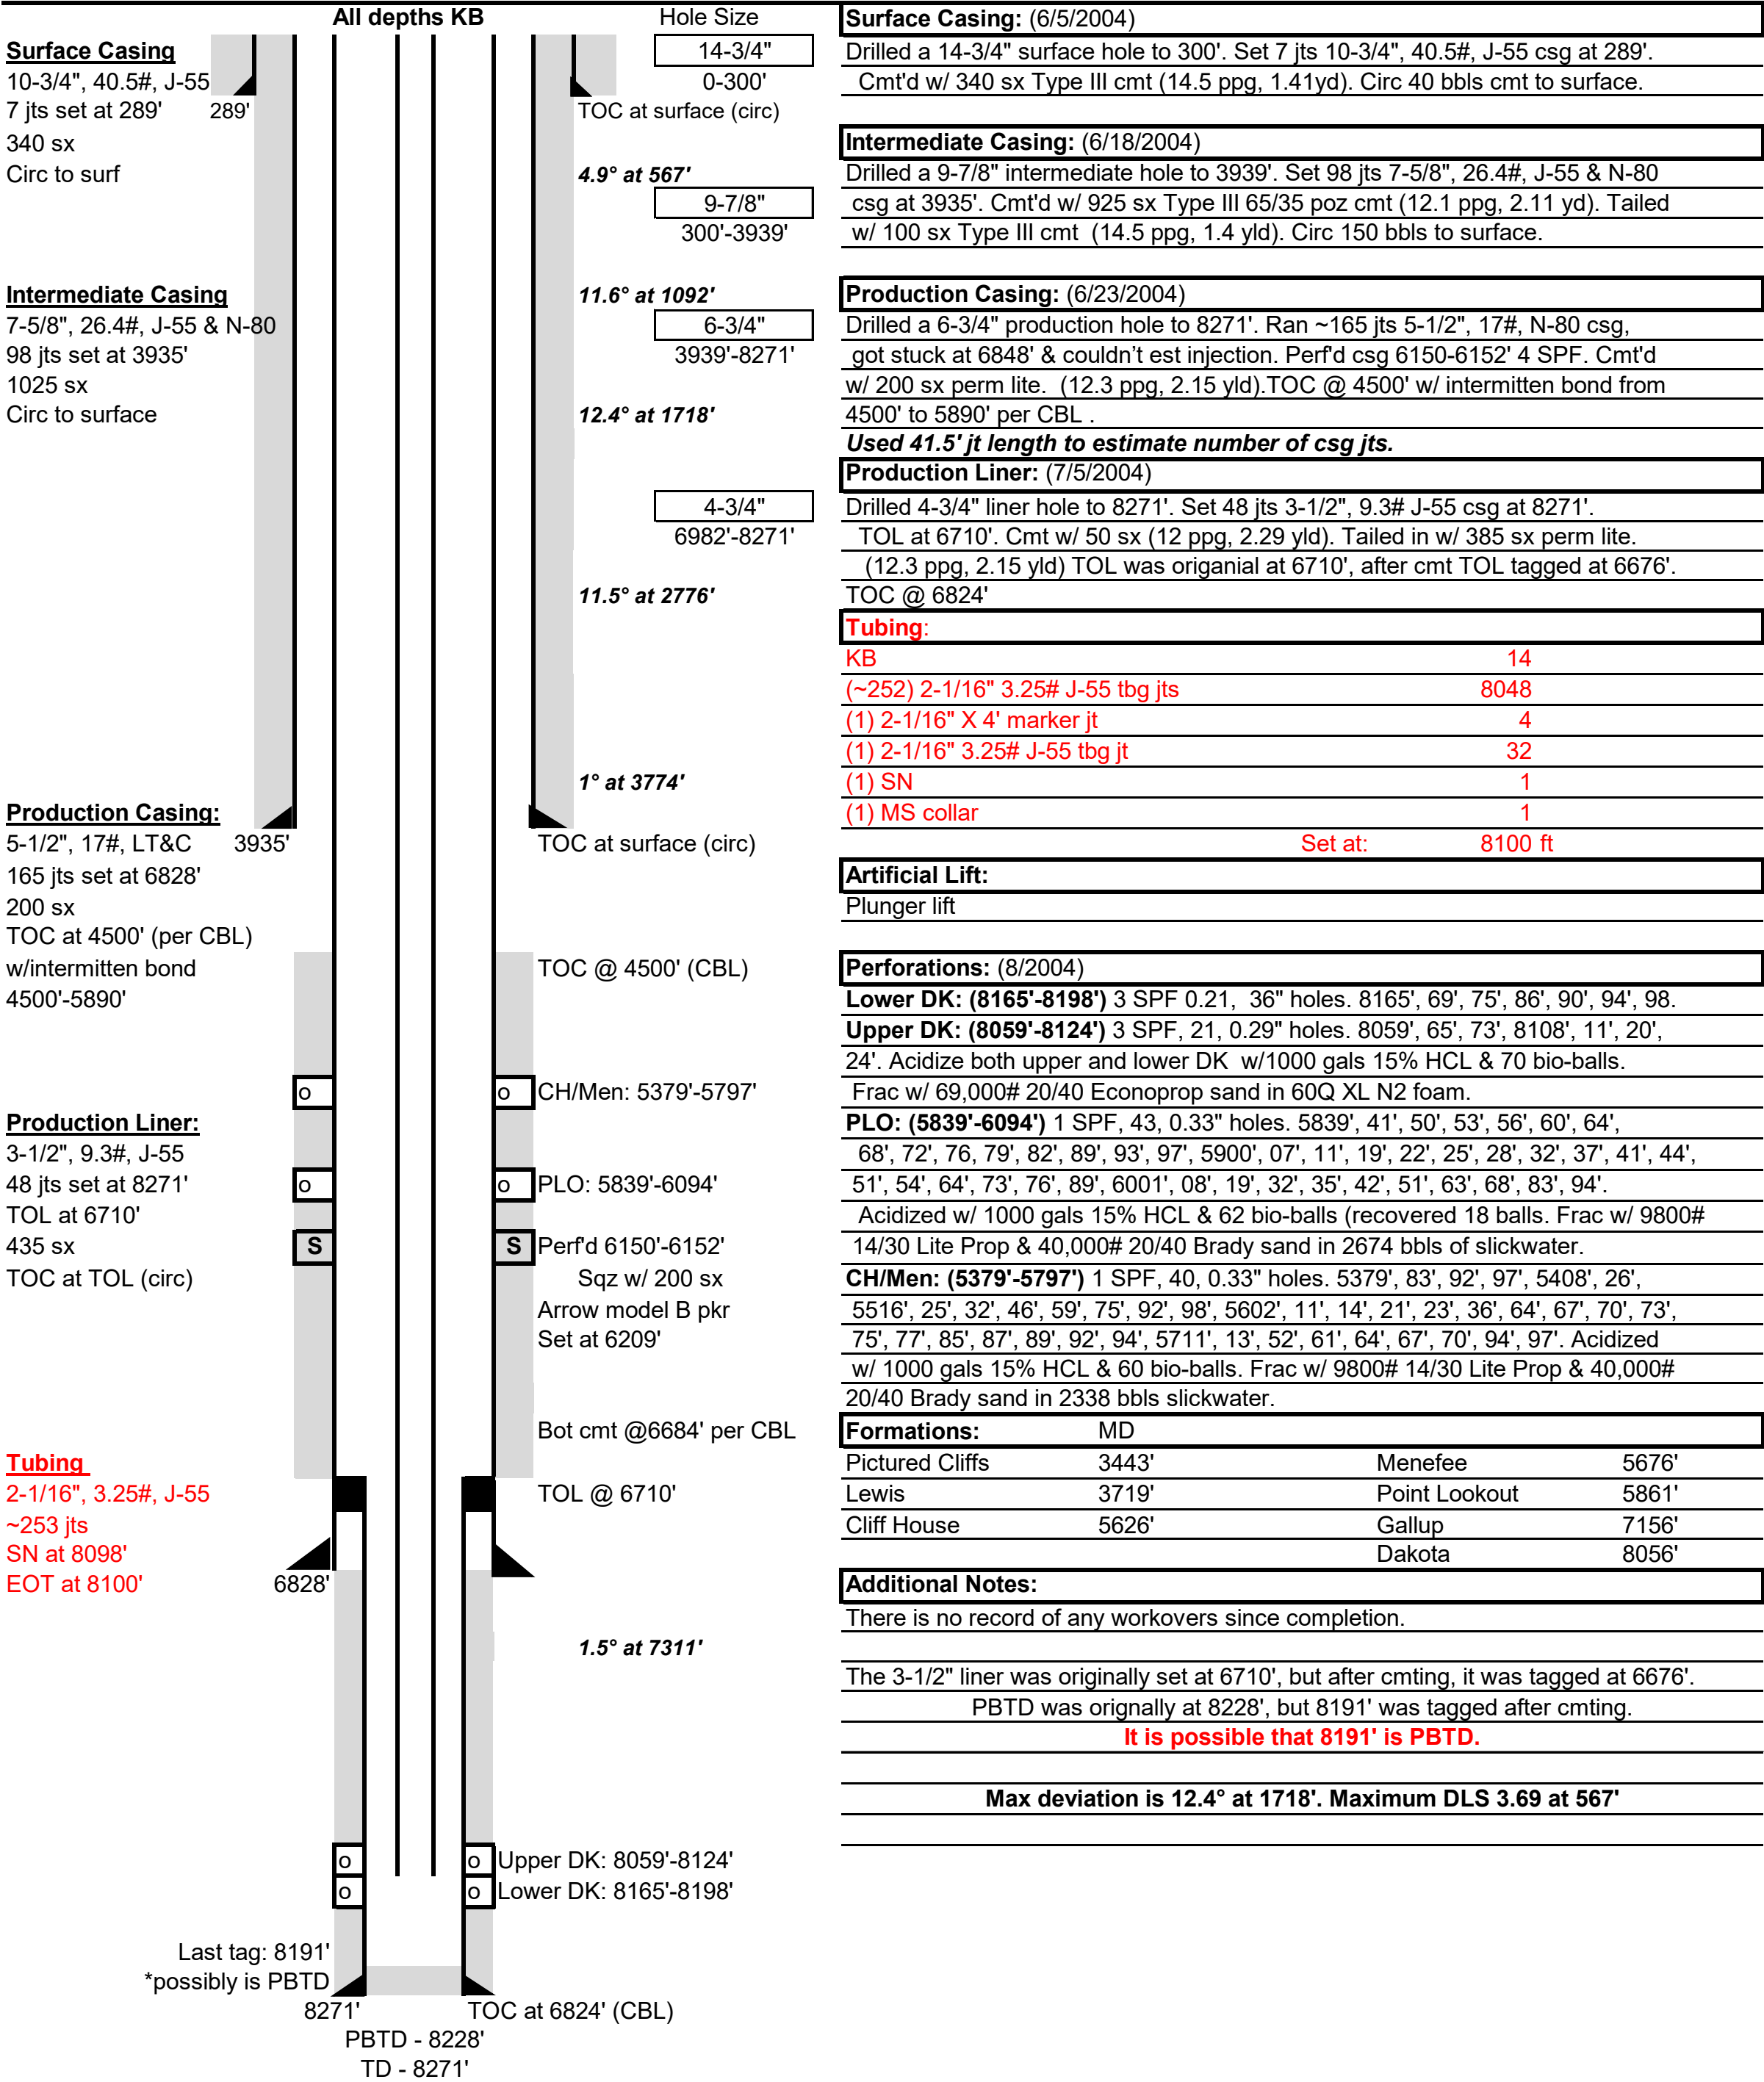 All depths KB
Hole Size
Surface Casing
10-3/4", 40.5#, J-55
7 jts set at 289'
289'
340 sx
Circ to surf
14-3/4"
0-300'
TOC at surface (circ)
4.9° at 567'
9-7/8"
300'-3939'
Intermediate Casing
7-5/8", 26.4#, J-55 & N-80
98 jts set at 3935'
1025 sx
Circ to surface
11.6° at 1092'
6-3/4"
3939'-8271'
12.4° at 1718'
4-3/4"
6982'-8271'
11.5° at 2776'
1° at 3774'
Production Casing:
5-1/2", 17#, LT&C
3935'
TOC at surface (circ)
165 jts set at 6828'
200 sx
TOC at 4500' (per CBL)
w/intermitten bond
4500'-5890'
TOC @ 4500' (CBL)
o
o
CH/Men: 5379'-5797'
Production Liner:
3-1/2", 9.3#, J-55
48 jts set at 8271'
TOL at 6710'
435 sx
TOC at TOL (circ)
o
o
PLO: 5839'-6094'
S
S
Perf'd 6150'-6152'
Sqz w/ 200 sx
Arrow model B pkr
Set at 6209'
Bot cmt @6684' per CBL
Tubing
2-1/16", 3.25#, J-55
~253 jts
SN at 8098'
EOT at 8100'
TOL @ 6710'
6828'
1.5° at 7311'
o
o
Upper DK: 8059'-8124'
o
o
Lower DK: 8165'-8198'
Last tag: 8191'
*possibly is PBTD
8271'
TOC at 6824' (CBL)
PBTD - 8228'
TD - 8271'
Surface Casing: (6/5/2004)
Drilled a 14-3/4" surface hole to 300'. Set 7 jts 10-3/4", 40.5#, J-55 csg at 289'.
Cmt'd w/ 340 sx Type III cmt (14.5 ppg, 1.41yd). Circ 40 bbls cmt to surface.
Intermediate Casing: (6/18/2004)
Drilled a 9-7/8" intermediate hole to 3939'. Set 98 jts 7-5/8", 26.4#, J-55 & N-80
csg at 3935'. Cmt'd w/ 925 sx Type III 65/35 poz cmt (12.1 ppg, 2.11 yd). Tailed
w/ 100 sx Type III cmt (14.5 ppg, 1.4 yld). Circ 150 bbls to surface.
Production Casing: (6/23/2004)
Drilled a 6-3/4" production hole to 8271'. Ran ~165 jts 5-1/2", 17#, N-80 csg,
got stuck at 6848' & couldn't est injection. Perf'd csg 6150-6152' 4 SPF. Cmt'd
w/ 200 sx perm lite. (12.3 ppg, 2.15 yld).TOC @ 4500' w/ intermitten bond from
4500' to 5890' per CBL .
Used 41.5' jt length to estimate number of csg jts.
Production Liner: (7/5/2004)
Drilled 4-3/4" liner hole to 8271'. Set 48 jts 3-1/2", 9.3# J-55 csg at 8271'.
TOL at 6710'. Cmt w/ 50 sx (12 ppg, 2.29 yld). Tailed in w/ 385 sx perm lite.
(12.3 ppg, 2.15 yld) TOL was origanial at 6710', after cmt TOL tagged at 6676'.
TOC @ 6824'
Tubing:
KB 14
(~252) 2-1/16" 3.25# J-55 tbg jts 8048
(1) 2-1/16" X 4' marker jt 4
(1) 2-1/16" 3.25# J-55 tbg jt 32
(1) SN 1
(1) MS collar 1
Set at: 8100 ft
Artificial Lift:
Plunger lift
Perforations: (8/2004)
Lower DK: (8165'-8198') 3 SPF 0.21, 36" holes. 8165', 69', 75', 86', 90', 94', 98.
Upper DK: (8059'-8124') 3 SPF, 21, 0.29" holes. 8059', 65', 73', 8108', 11', 20',
24'. Acidize both upper and lower DK w/1000 gals 15% HCL & 70 bio-balls.
Frac w/ 69,000# 20/40 Econoprop sand in 60Q XL N2 foam.
PLO: (5839'-6094') 1 SPF, 43, 0.33" holes. 5839', 41', 50', 53', 56', 60', 64',
68', 72', 76, 79', 82', 89', 93', 97', 5900', 07', 11', 19', 22', 25', 28', 32', 37', 41', 44',
51', 54', 64', 73', 76', 89', 6001', 08', 19', 32', 35', 42', 51', 63', 68', 83', 94'.
Acidized w/ 1000 gals 15% HCL & 62 bio-balls (recovered 18 balls. Frac w/ 9800#
14/30 Lite Prop & 40,000# 20/40 Brady sand in 2674 bbls of slickwater.
CH/Men: (5379'-5797') 1 SPF, 40, 0.33" holes. 5379', 83', 92', 97', 5408', 26',
5516', 25', 32', 46', 59', 75', 92', 98', 5602', 11', 14', 21', 23', 36', 64', 67', 70', 73',
75', 77', 85', 87', 89', 92', 94', 5711', 13', 52', 61', 64', 67', 70', 94', 97'. Acidized
w/ 1000 gals 15% HCL & 60 bio-balls. Frac w/ 9800# 14/30 Lite Prop & 40,000#
20/40 Brady sand in 2338 bbls slickwater.
Formations: MD
Pictured Cliffs 3443' Menefee 5676'
Lewis 3719' Point Lookout 5861'
Cliff House 5626' Gallup 7156'
Dakota 8056'
Additional Notes:
There is no record of any workovers since completion.
The 3-1/2" liner was originally set at 6710', but after cmting, it was tagged at 6676'.
PBTD was orignally at 8228', but 8191' was tagged after cmting.
It is possible that 8191' is PBTD.
Max deviation is 12.4° at 1718'. Maximum DLS 3.69 at 567'